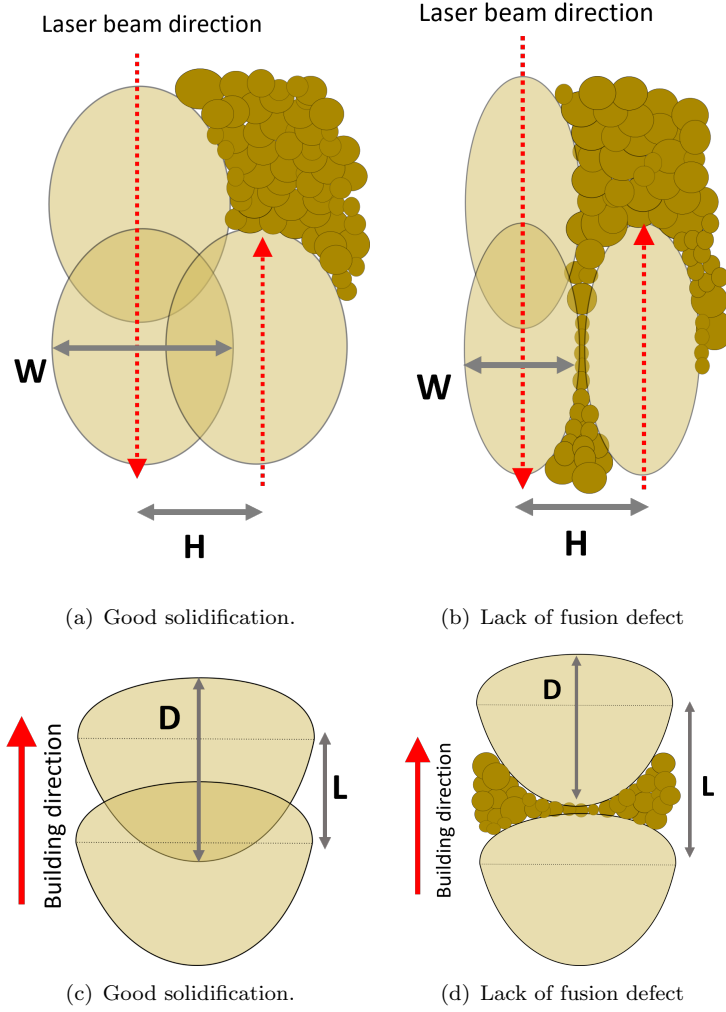 Laser beam direction
Laser beam direction
W
H
W
H
(a) Good solidification.
(b) Lack of fusion defect
Building direction
D
L
Building direction
D
L
(c) Good solidification.
(d) Lack of fusion defect